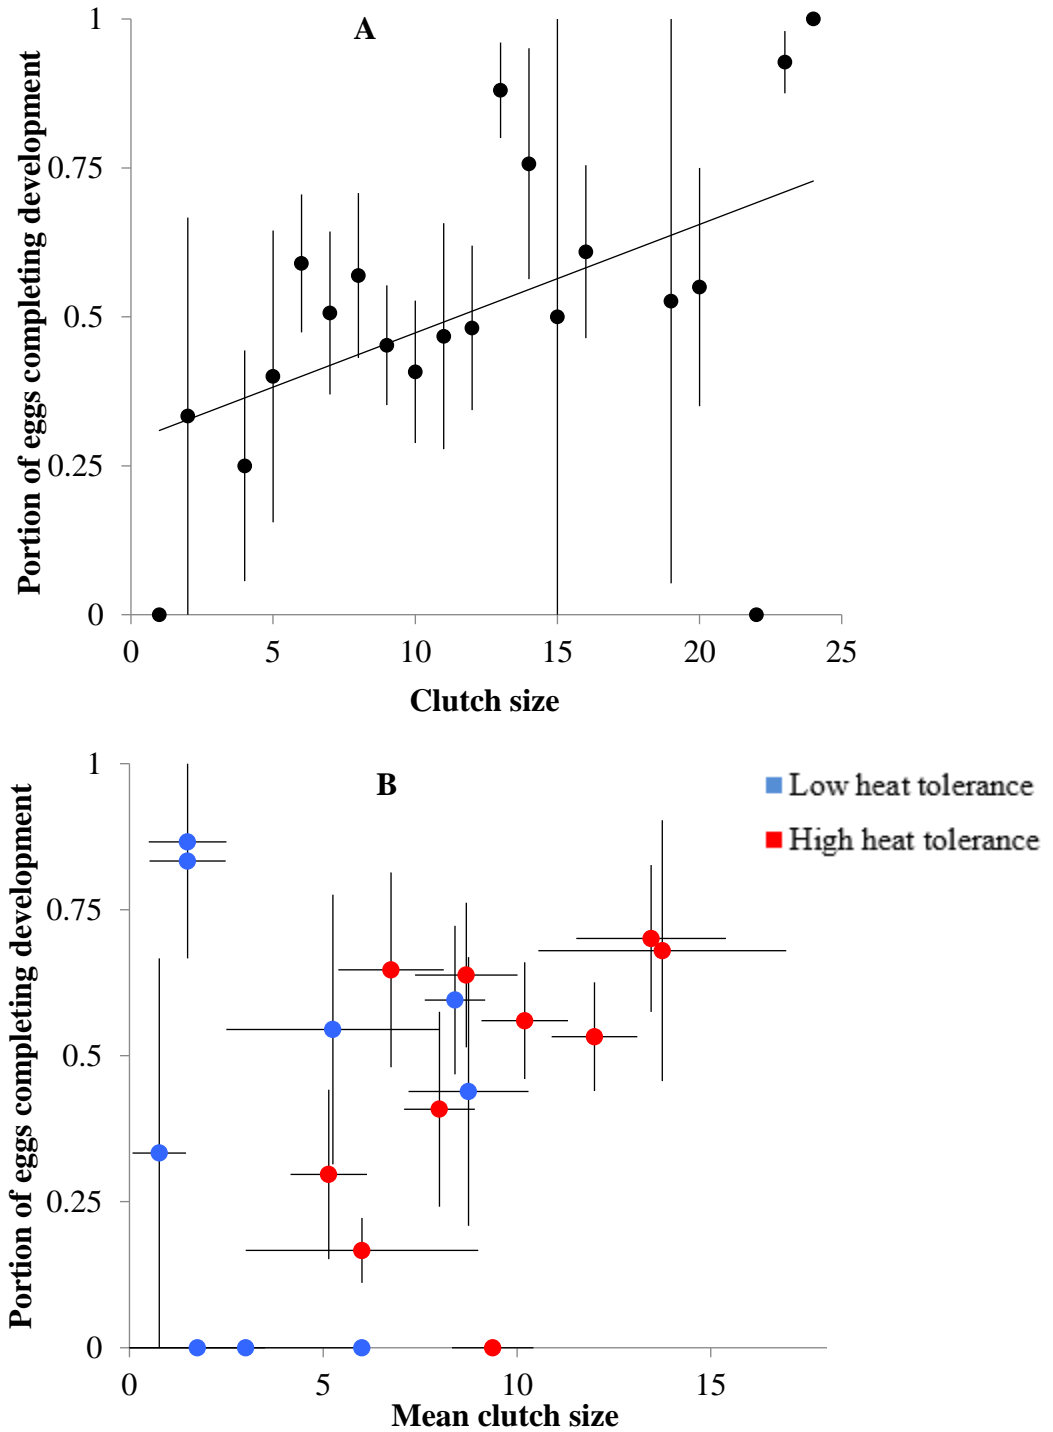 A
Portion of eggs completing development
1
0.75
0.5
0.25
0
0 5 10 15 20 25
Clutch size
B
Low heat tolerance
High heat tolerance
Portion of eggs completing development
1
0.75
0.5
0.25
0
0 5 10 15
Mean clutch size